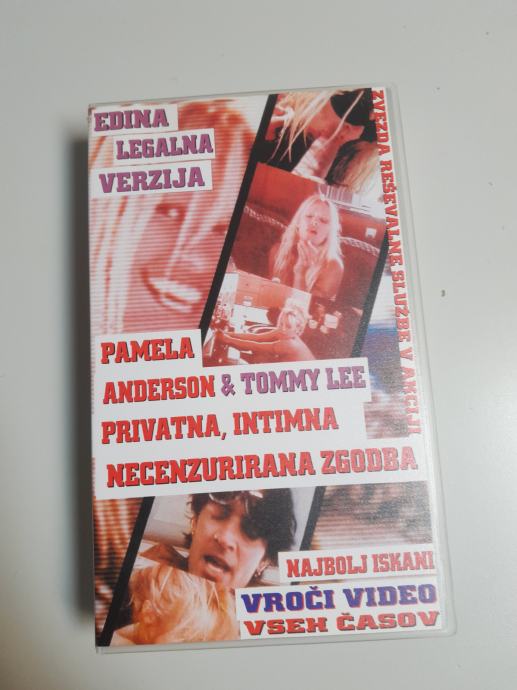 EDINA
LEGALNA
VERZIJA
ZVEZDA REŠEVALNE SLUŽBE V AKCIJI
PAMELA
ANDERSON & TOMMY LEE
PRIVATNA, INTIMNA
NECENZURIRANA ZGODBA
NAJBOLJ ISKANI
VROČI VIDEO
VSEH ČASOV